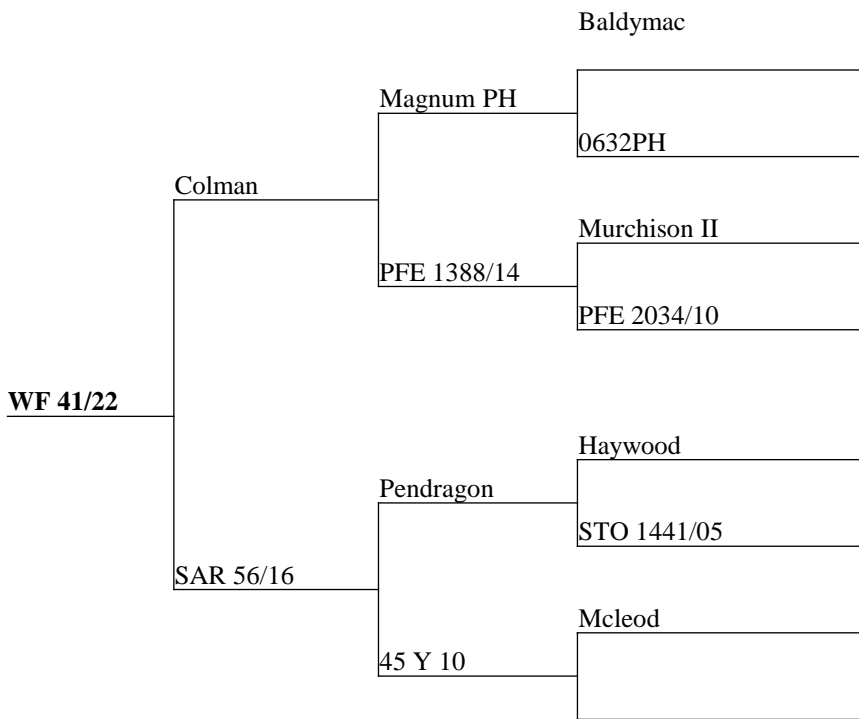 Baldymac
Magnum PH
0632PH
Colman
Murchison II
PFE 1388/14
PFE 2034/10
WF 41/22
Haywood
Pendragon
STO 1441/05
SAR 56/16
Mcleod
45 Y 10